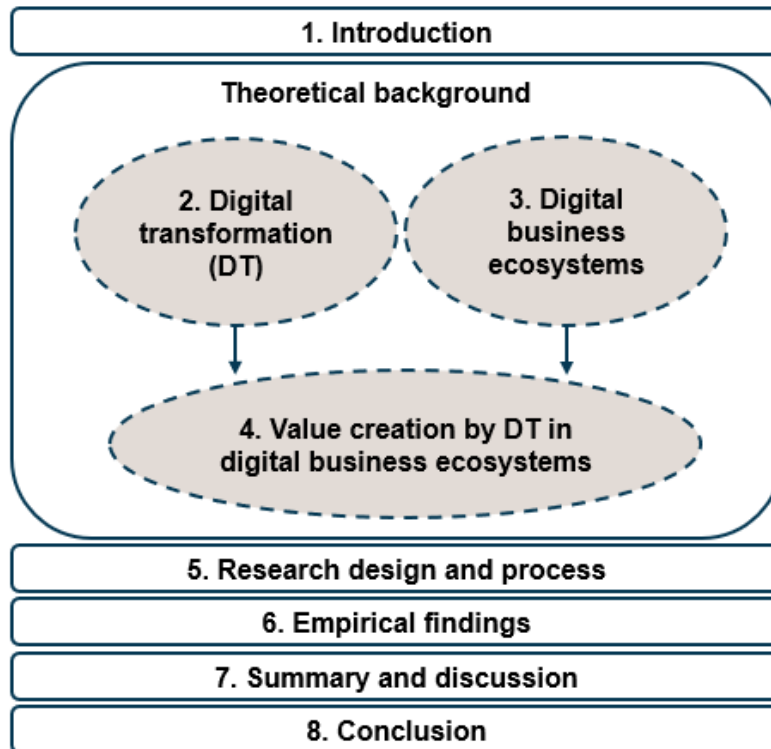 1. Introduction
Theoretical background
2. Digital
transformation
(DT)
3. Digital
business
ecosystems
4. Value creation by DT in
digital business ecosystems
5. Research design and process
6. Empirical findings
7. Summary and discussion
8. Conclusion